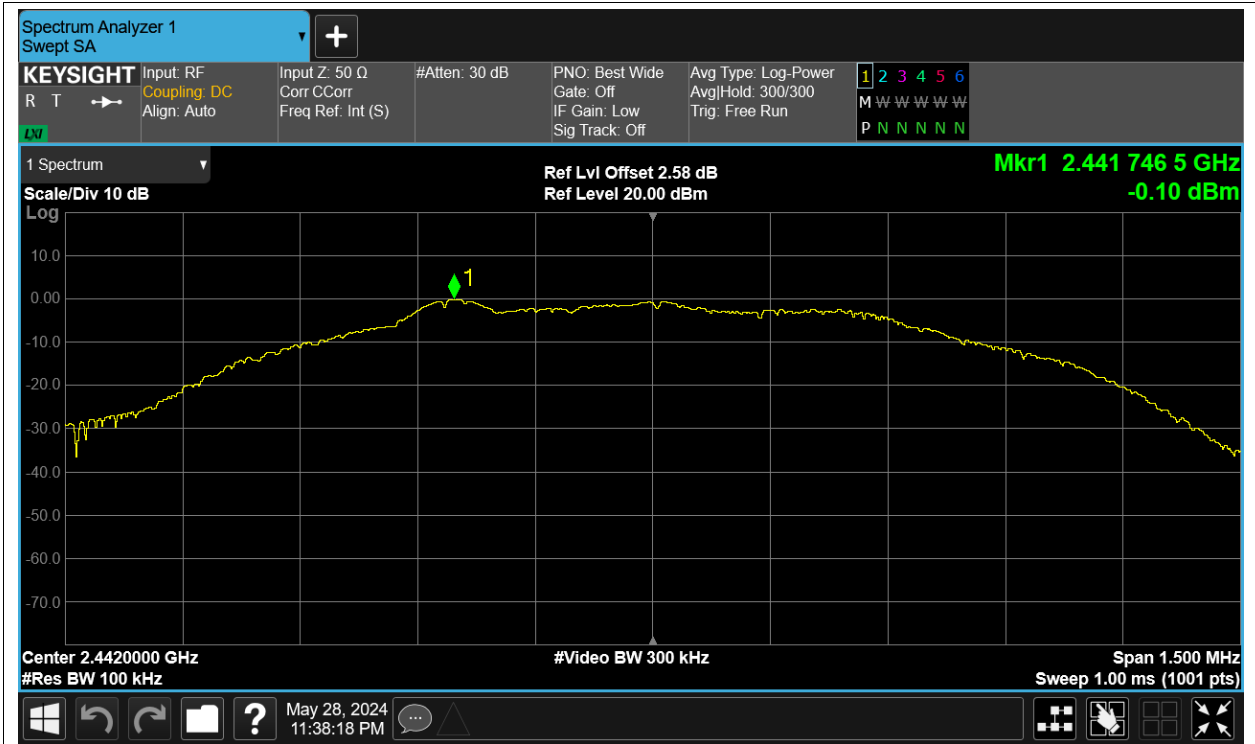 Spectrum Analyzer 1
Swept SA
KEYSIGHT
R T
LXI
Input: RF
Coupling: DC
Align: Auto
Input Z: 50 Ω
Corr CCorr
Freq Ref: Int (S)
#Atten: 30 dB
PNO: Best Wide
Gate: Off
IF Gain: Low
Sig Track: Off
Avg Type: Log-Power
Avg|Hold: 300/300
Trig: Free Run
1 2 3 4 5 6
M W W W W W W
P N N N N N N
1 Spectrum
Scale/Div 10 dB
Log
Ref Lvl Offset 2.58 dB
Ref Level 20.00 dBm
Mkr1 2.441 746 5 GHz
-0.10 dBm
1
10.0
0.00
-10.0
-20.0
-30.0
-40.0
-50.0
-60.0
-70.0
Center 2.4420000 GHz
#Res BW 100 kHz
#Video BW 300 kHz
Span 1.500 MHz
Sweep 1.00 ms (1001 pts)
?
May 28, 2024
11:38:18 PM